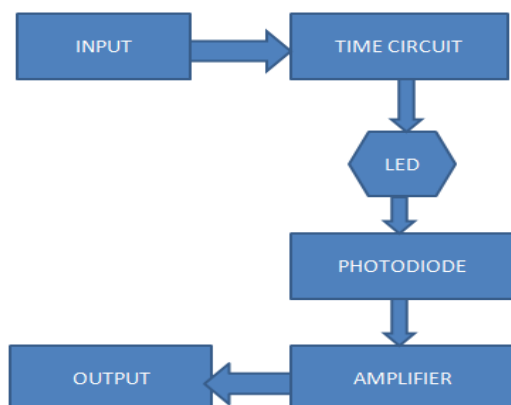 INPUT
TIME CIRCUIT
LED
PHOTODIODE
AMPLIFIER
OUTPUT